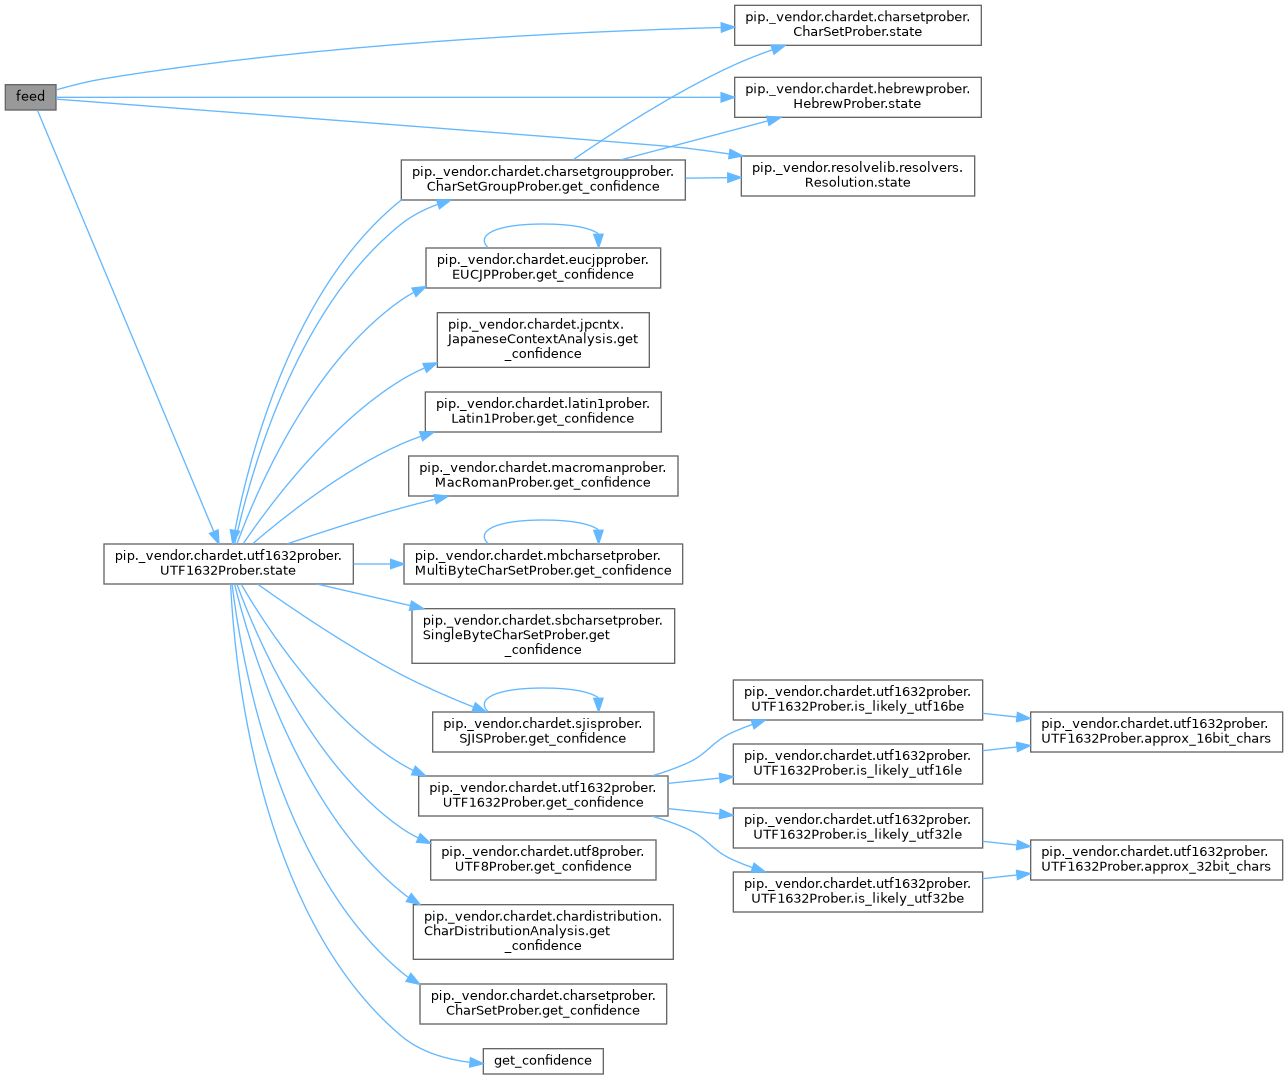 feed
pip._vendor.chardet.charsetprober.
CharSetProber.state
pip._vendor.chardet.hebrewprober.
HebrewProber.state
pip._vendor.resolvelib.resolvers.
Resolution.state
pip._vendor.chardet.charsetgroupprober.
CharSetGroupProber.get_confidence
pip._vendor.chardet.eucjpprober.
EUCJPProber.get_confidence
pip._vendor.chardet.jpcntx.
JapaneseContextAnalysis.get
_confidence
pip._vendor.chardet.latin1prober.
Latin1Prober.get_confidence
pip._vendor.chardet.macromanprober.
MacRomanProber.get_confidence
pip._vendor.chardet.utf1632prober.
UTF1632Prober.state
pip._vendor.chardet.mbcharsetprober.
MultiByteCharSetProber.get_confidence
pip._vendor.chardet.sbcharsetprober.
SingleByteCharSetProber.get
_confidence
pip._vendor.chardet.sjisprober.
SJISProber.get_confidence
pip._vendor.chardet.utf1632prober.
UTF1632Prober.get_confidence
pip._vendor.chardet.utf1632prober.
UTF1632Prober.is_likely_utf16be
pip._vendor.chardet.utf1632prober.
UTF1632Prober.is_likely_utf16le
pip._vendor.chardet.utf1632prober.
UTF1632Prober.is_likely_utf32le
pip._vendor.chardet.utf1632prober.
UTF1632Prober.is_likely_utf32be
pip._vendor.chardet.utf1632prober.
UTF1632Prober.approx_16bit_chars
pip._vendor.chardet.utf1632prober.
UTF1632Prober.approx_32bit_chars
pip._vendor.chardet.utf8prober.
UTF8Prober.get_confidence
pip._vendor.chardet.chardistribution.
CharDistributionAnalysis.get
_confidence
pip._vendor.chardet.charsetprober.
CharSetProber.get_confidence
get_confidence